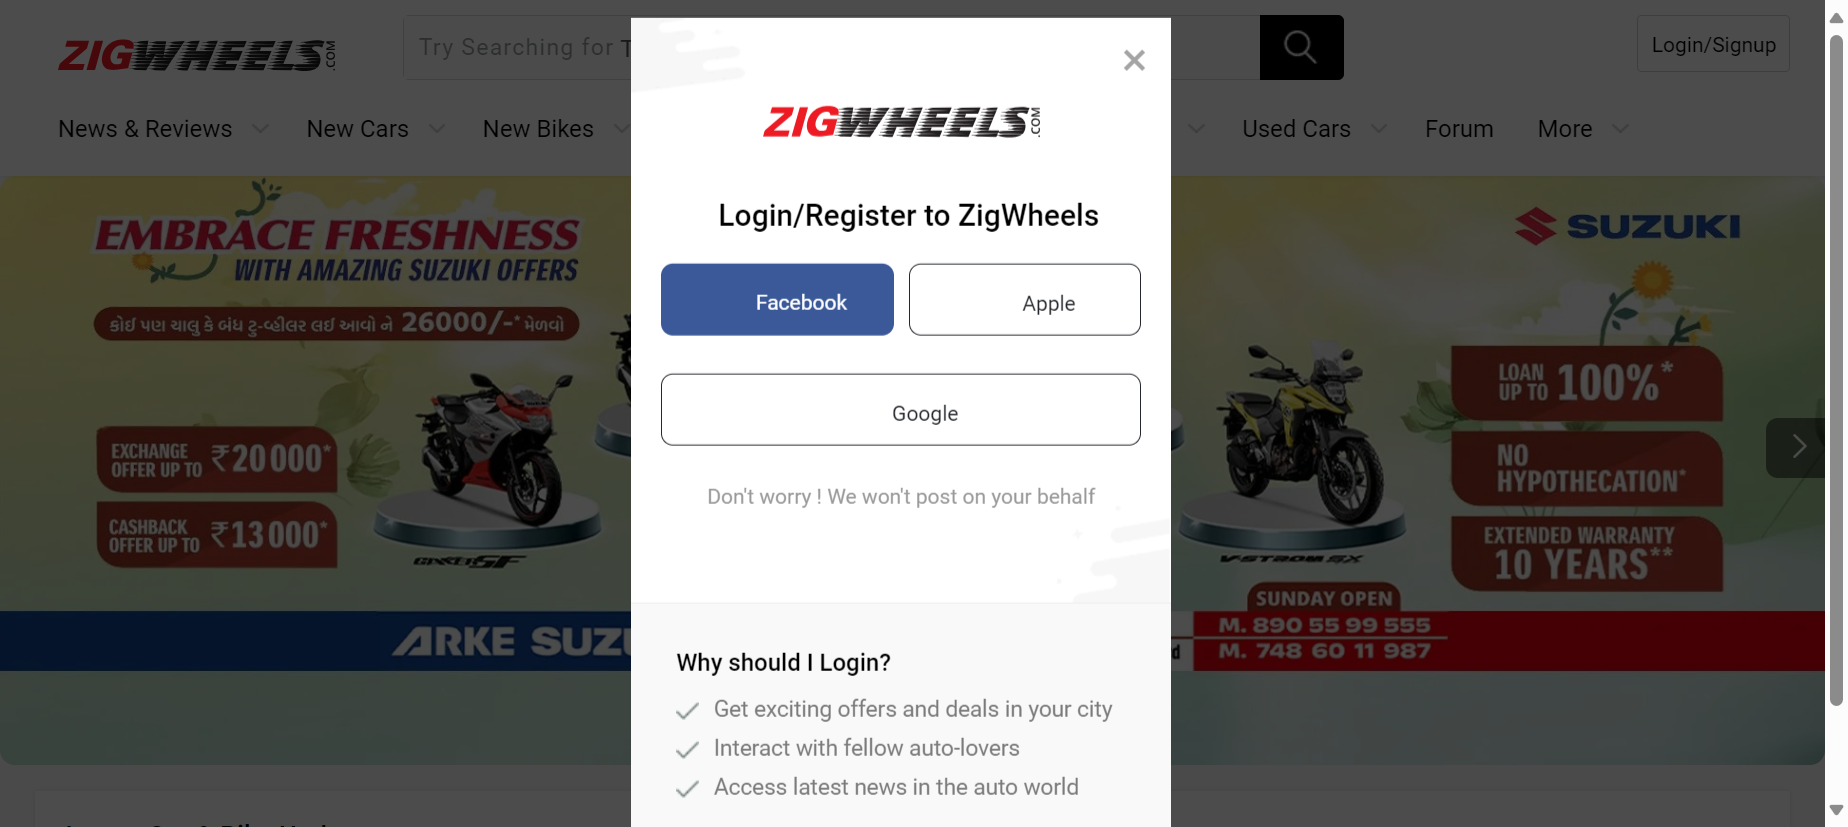 ZIGWHEELS.COM
Try Searching for T
Login/Signup
News & Reviews
New Cars
New Bikes
Used Cars
Forum
More
ZIGWHEELS.COM
Login/Register to ZigWheels
Facebook
Apple
Google
Don't worry ! We won't post on your behalf
Why should I Login?
Get exciting offers and deals in your city
Interact with fellow auto-lovers
Access latest news in the auto world
EMBRACE FRESHNESS
WITH AMAZING SUZUKI OFFERS
કોઈ પણ ચાલુ કે બંધ ટુ-વ્હીલર લઈ આવો ને 26000/-* મેળવો
EXCHANGE
OFFER UP TO ₹20000*
CASHBACK
OFFER UP TO ₹13000*
GIXXER SF
SUZUKI
LOAN
UP TO 100%*
NO
HYPOTHECATION*
EXTENDED WARRANTY
10 YEARS**
V-STROM SX
SUNDAY OPEN
ARKE SUZU
M. 890 55 99 555
M. 748 60 11 987